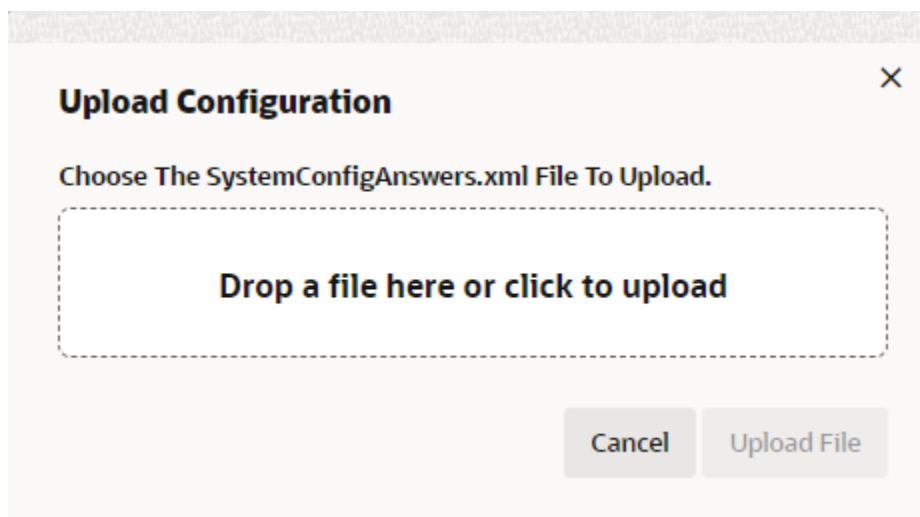 Upload Configuration
Choose The SystemConfigAnswers.xml File To Upload.
Drop a file here or click to upload
Cancel Upload File